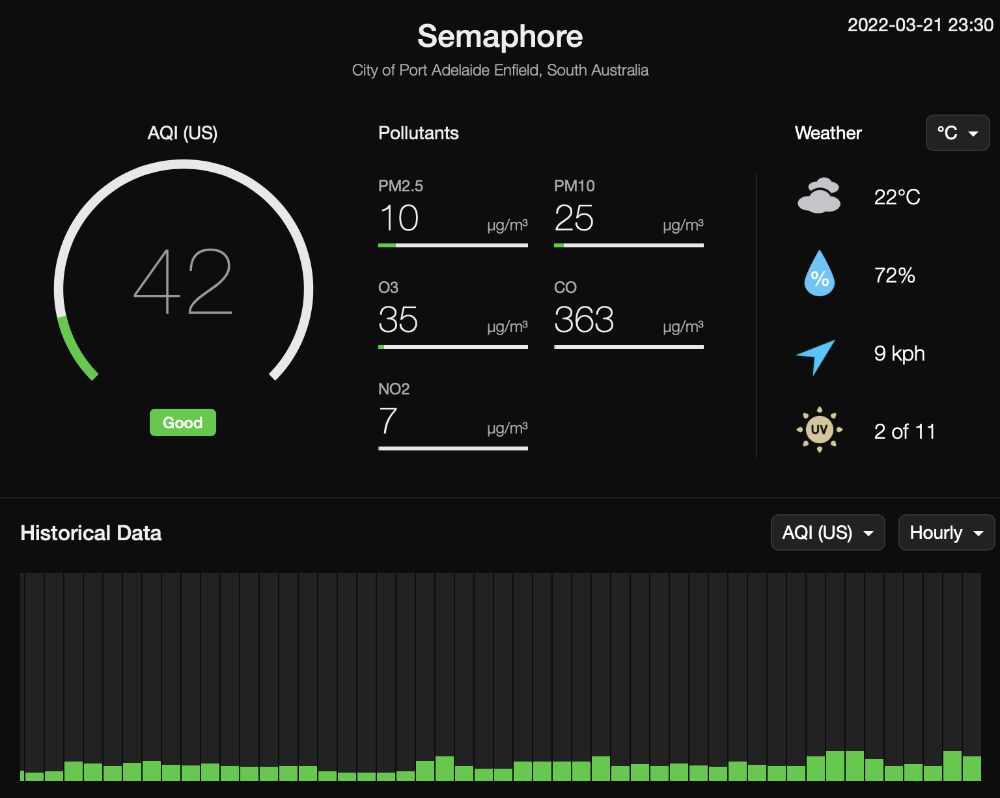 2022-03-21 23:30
Semaphore
City of Port Adelaide Enfield, South Australia
AQI (US)
42
Good
Pollutants
PM2.5
10 µg/m³
PM10
25 µg/m³
O3
35 µg/m³
CO
363 µg/m³
NO2
7 µg/m³
Weather
°C
22°C
%
72%
9 kph
UV
2 of 11
Historical Data
AQI (US)
Hourly